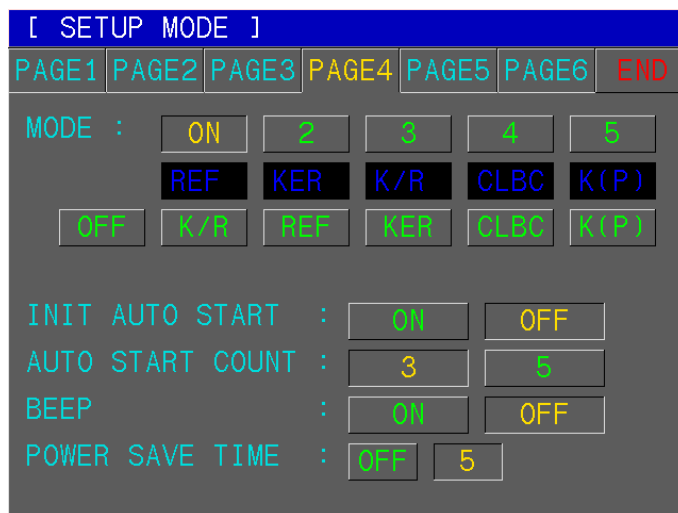 [ SETUP MODE ]
PAGE1 PAGE2 PAGE3 PAGE4 PAGE5 PAGE6 END
MODE : ON 2 3 4 5
REF KER K/R CLBC K(P)
OFF K/R REF KER CLBC K(P)
INIT AUTO START : ON OFF
AUTO START COUNT : 3 5
BEEP : ON OFF
POWER SAVE TIME : OFF 5